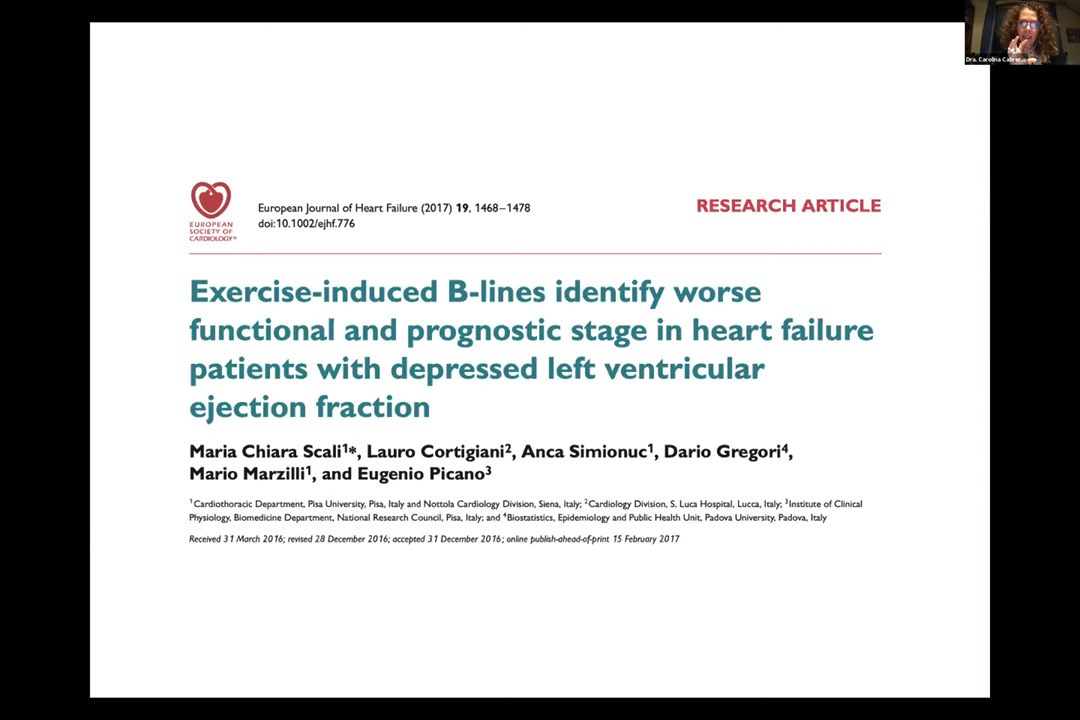 Dra. Carolina
EUROPEAN
SOCIETY OF
CARDIOLOGY®
European Journal of Heart Failure (2017) 19, 1468–1478
doi:10.1002/ejhf.776
RESEARCH ARTICLE
Exercise-induced B-lines identify worse
functional and prognostic stage in heart failure
patients with depressed left ventricular
ejection fraction
Maria Chiara Scali1*, Lauro Cortigiani2, Anca Simionuc1, Dario Gregori4,
Mario Marzilli1, and Eugenio Picano3
1Cardiothoracic Department, Pisa University, Pisa, Italy and Nottola Cardiology Division, Siena, Italy; 2Cardiology Division, S. Luca Hospital, Lucca, Italy; 3Institute of Clinical
Physiology, Biomedicine Department, National Research Council, Pisa, Italy; and 4Biostatistics, Epidemiology and Public Health Unit, Padova University, Padova, Italy
Received 31 March 2016; revised 28 December 2016; accepted 31 December 2016; online publish-ahead-of-print 15 February 2017